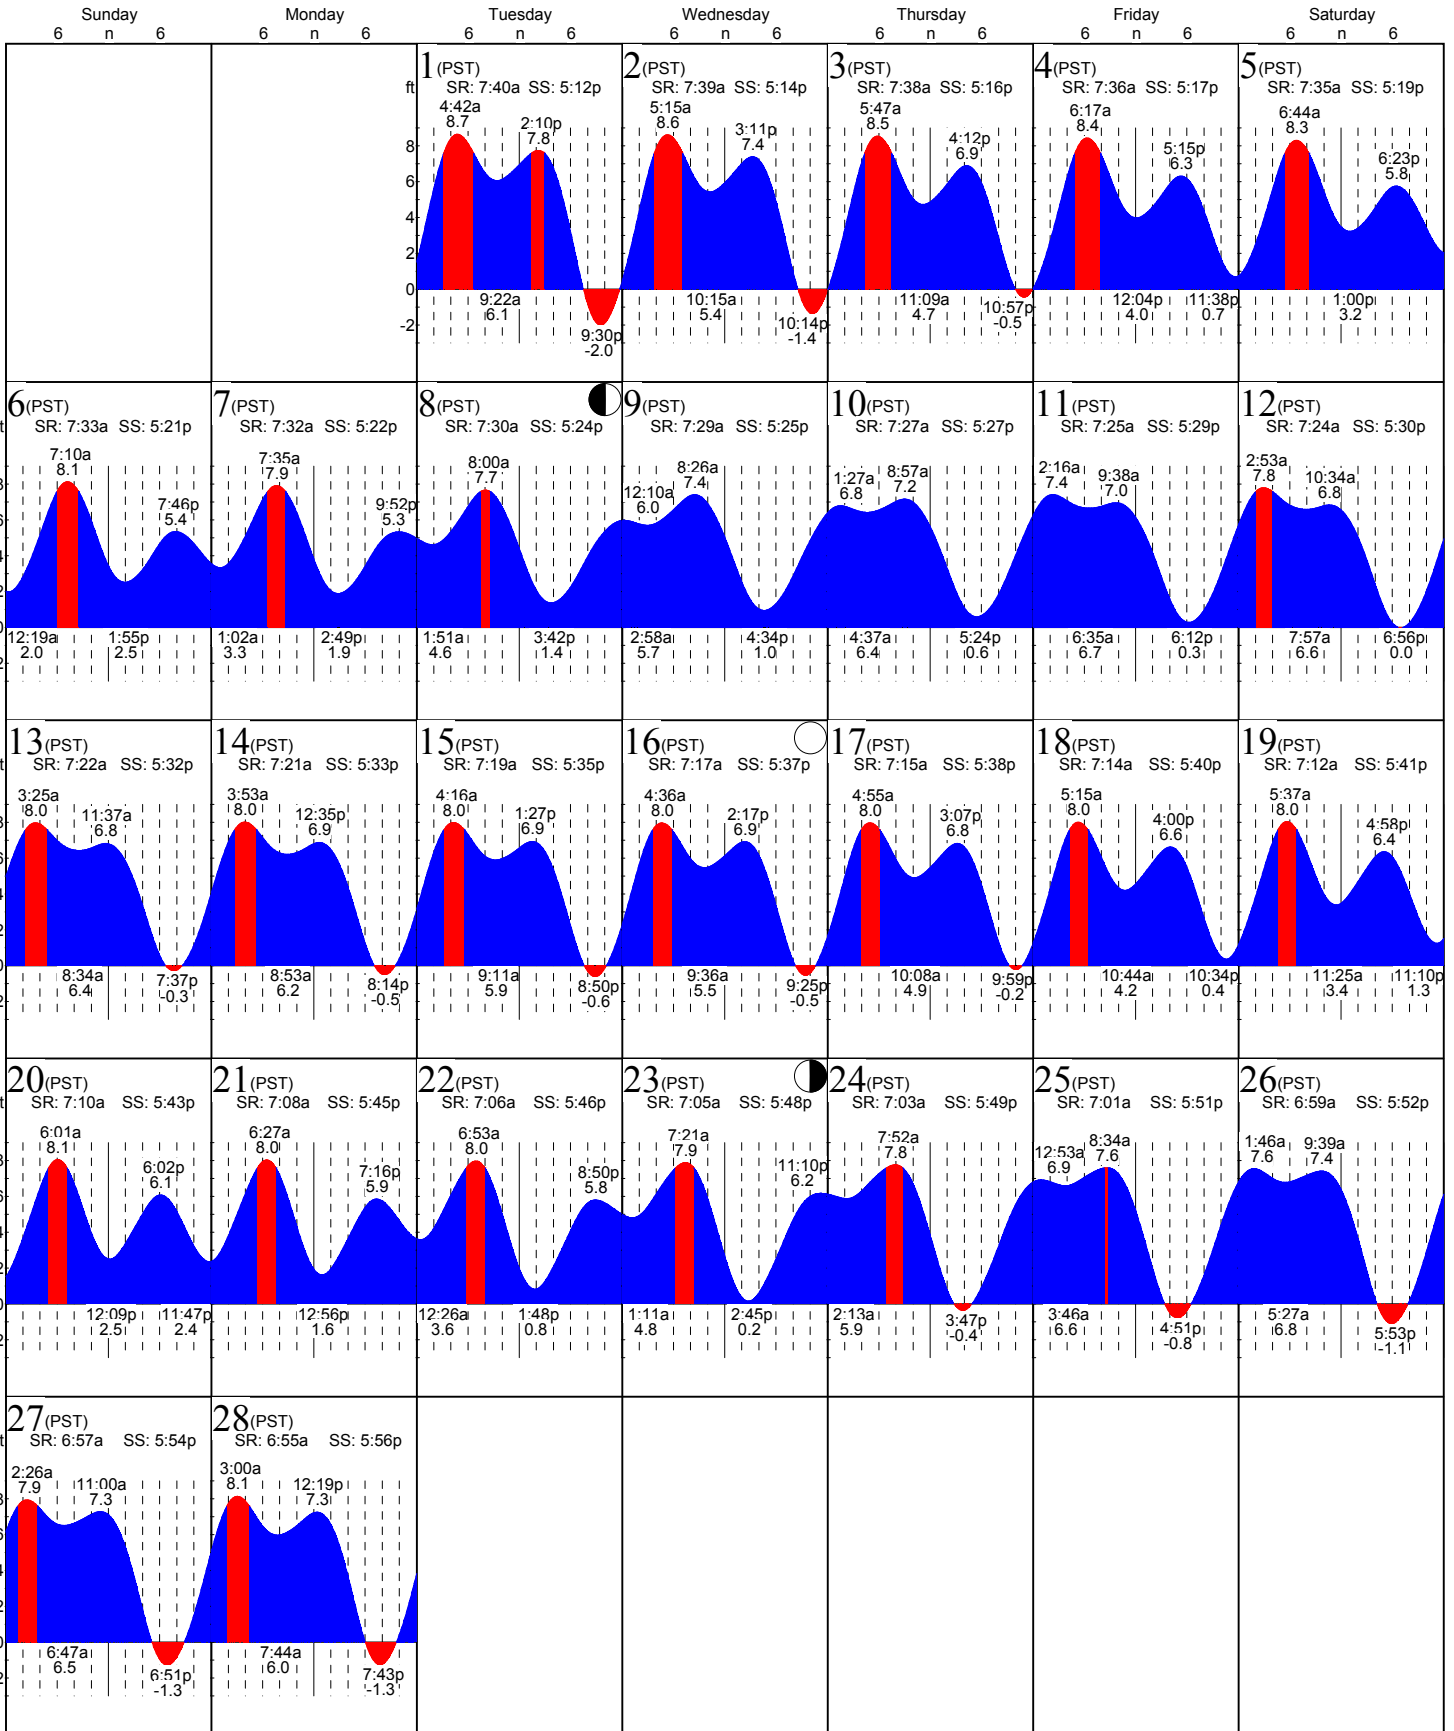 Sunday Monday Tuesday Wednesday Thursday Friday Saturday
6 n 6 6 n 6 6 n 6 6 n 6 6 n 6 6 n 6 6 n 6
1 (PST) 2 (PST) 3 (PST) 4 (PST) 5 (PST)
ft SR: 7:40a SS: 5:12p SR: 7:39a SS: 5:14p SR: 7:38a SS: 5:16p SR: 7:36a SS: 5:17p SR: 7:35a SS: 5:19p
4:42a 2:10p 5:15a 3:11p 5:47a 4:12p 6:17a 5:15p 6:44a 6:23p
8.7 7.8 8.6 7.4 8.5 6.9 8.4 6.3 8.3 5.8
8
6
4
2
0
-2
9:22a 9:30p 10:15a 10:14p 11:09a 10:57p 12:04p 11:38p 1:00p
6.1 -2.0 5.4 -1.4 4.7 -0.5 4.0 0.7 3.2
6 (PST) 7 (PST) 8 (PST) 9 (PST) 10 (PST) 11 (PST) 12 (PST)
SR: 7:33a SS: 5:21p SR: 7:32a SS: 5:22p SR: 7:30a SS: 5:24p SR: 7:29a SS: 5:25p SR: 7:27a SS: 5:27p SR: 7:25a SS: 5:29p SR: 7:24a SS: 5:30p
7:10a 7:46p 7:35a 9:52p 8:00a 12:10a 8:26a 1:27a 8:57a 2:16a 9:38a 2:53a 10:34a
8.1 5.4 7.9 5.3 7.7 6.0 7.4 6.8 7.2 7.4 7.0 7.8 6.8
12:19a 1:55p 1:02a 2:49p 1:51a 3:42p 2:58a 4:34p 4:37a 5:24p 6:35a 6:12p 7:57a 6:56p
2.0 2.5 3.3 1.9 4.6 1.4 5.7 1.0 6.4 0.6 6.7 0.3 6.6 0.0
13 (PST) 14 (PST) 15 (PST) 16 (PST) 17 (PST) 18 (PST) 19 (PST)
SR: 7:22a SS: 5:32p SR: 7:21a SS: 5:33p SR: 7:19a SS: 5:35p SR: 7:17a SS: 5:37p SR: 7:15a SS: 5:38p SR: 7:14a SS: 5:40p SR: 7:12a SS: 5:41p
3:25a 11:37a 3:53a 12:35p 4:16a 1:27p 4:36a 2:17p 4:55a 3:07p 5:15a 4:00p 5:37a 4:58p
8.0 6.8 8.0 6.9 8.0 6.9 8.0 6.9 8.0 6.8 8.0 6.6 8.0 6.4
8:34a 7:37p 8:53a 8:14p 9:11a 8:50p 9:36a 9:25p 10:08a 9:59p 10:44a 10:34p 11:25a 11:10p
6.4 -0.3 6.2 -0.5 5.9 -0.6 5.5 -0.5 4.9 -0.2 4.2 0.4 3.4 1.3
20 (PST) 21 (PST) 22 (PST) 23 (PST) 24 (PST) 25 (PST) 26 (PST)
SR: 7:10a SS: 5:43p SR: 7:08a SS: 5:45p SR: 7:06a SS: 5:46p SR: 7:05a SS: 5:48p SR: 7:03a SS: 5:49p SR: 7:01a SS: 5:51p SR: 6:59a SS: 5:52p
6:01a 6:02p 6:27a 7:16p 6:53a 8:50p 7:21a 11:10p 7:52a 12:53a 8:34a 1:46a 9:39a
8.1 6.1 8.0 5.9 8.0 5.8 7.9 6.2 7.8 6.9 7.6 7.6 7.4
12:09p 11:47p 12:56p 12:26a 1:48p 1:11a 2:45p 2:13a 3:47p 3:46a 4:51p 5:27a 5:53p
2.5 2.4 1.6 3.6 0.8 4.8 0.2 5.9 -0.4 6.6 -0.8 6.8 -1.1
27 (PST) 28 (PST)
SR: 6:57a SS: 5:54p SR: 6:55a SS: 5:56p
2:26a 11:00a 3:00a 12:19p
7.9 7.3 8.1 7.3
6:47a 6:51p 7:44a 7:43p
6.5 -1.3 6.0 -1.3